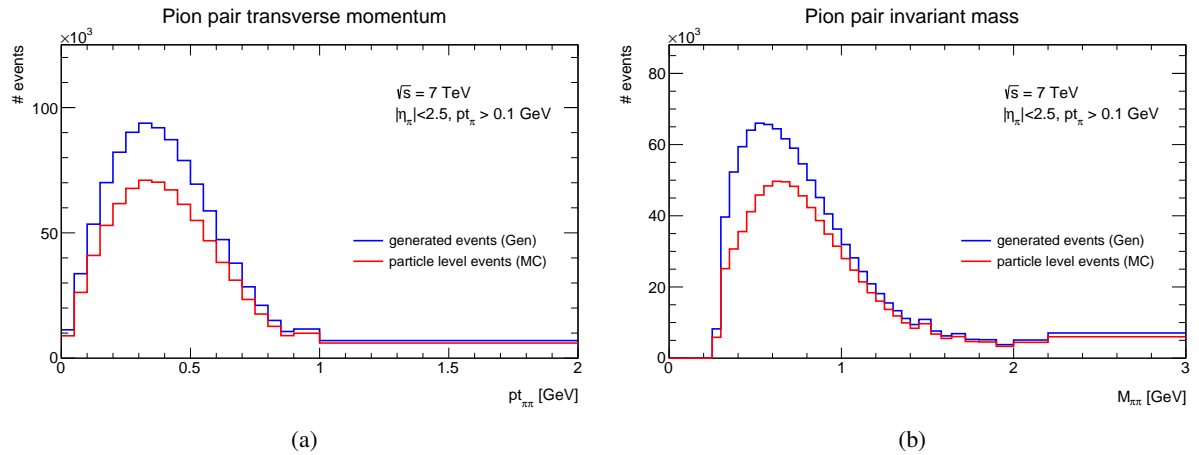 Pion pair transverse momentum
×10³
# events
√s = 7 TeV
|η_π|<2.5, pt_π > 0.1 GeV
100
50
generated events (Gen)
particle level events (MC)
0
0 0.5 1 1.5 2
pt_ππ [GeV]
(a)
Pion pair invariant mass
×10³
# events
80
√s = 7 TeV
|η_π|<2.5, pt_π > 0.1 GeV
60
40
generated events (Gen)
particle level events (MC)
20
0
0 1 2 3
M_ππ [GeV]
(b)